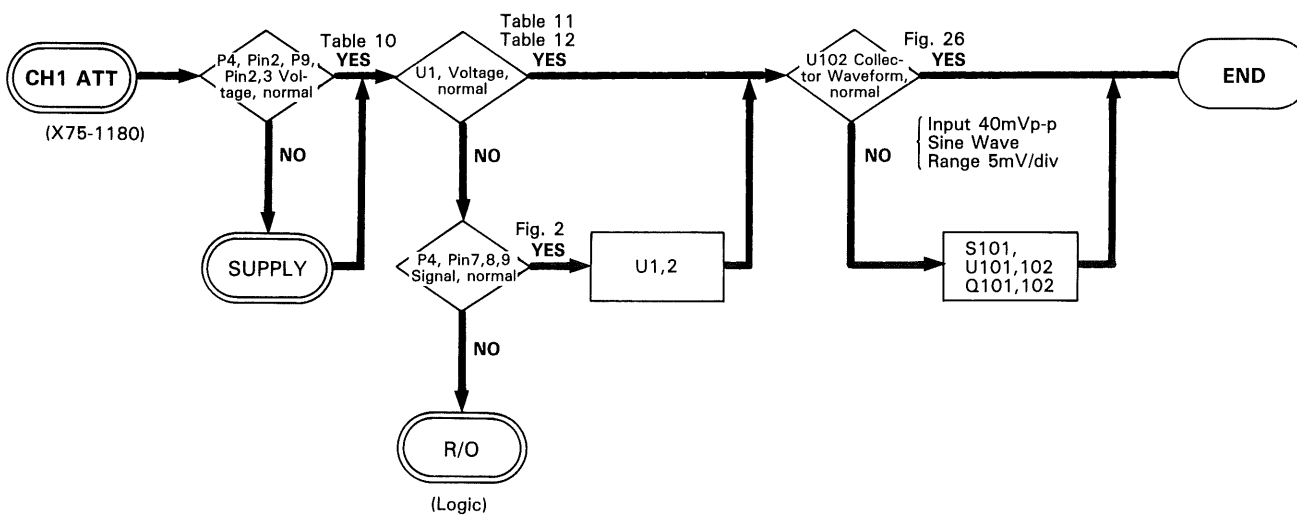 CH1 ATT
(X75-1180)
P4, Pin2, P9,
Pin2,3 Vol-
tage, normal
Table 10
YES
NO
SUPPLY
U1, Voltage,
normal
Table 11
Table 12
YES
NO
P4, Pin7,8,9
Signal, normal
Fig. 2
YES
U1,2
NO
R/O
(Logic)
U102 Collec-
tor Waveform,
normal
Fig. 26
YES
NO
Input 40mVp-p
Sine Wave
Range 5mV/div
S101,
U101,102
Q101,102
END